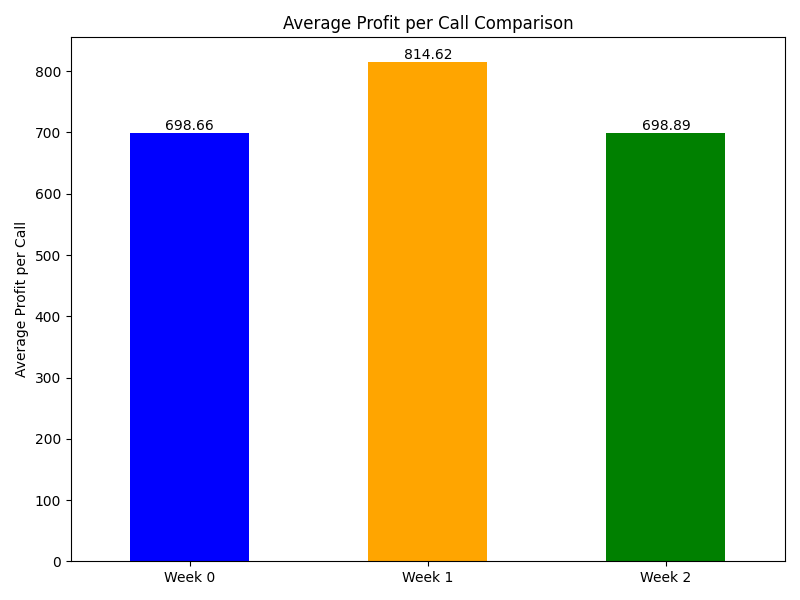 Average Profit per Call Comparison
814.62
698.66
698.89
800
700
600
500
400
300
200
100
0
Average Profit per Call
Week 0
Week 1
Week 2